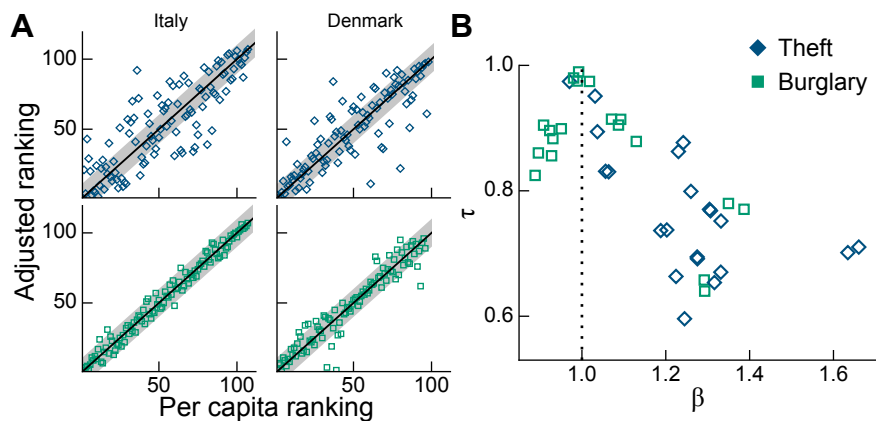 A
Italy
Denmark
Adjusted ranking
100
50
100
50
50
100
50
100
Per capita ranking
B
Theft
Burglary
τ
1.0
0.8
0.6
1.0
1.2
1.4
1.6
β